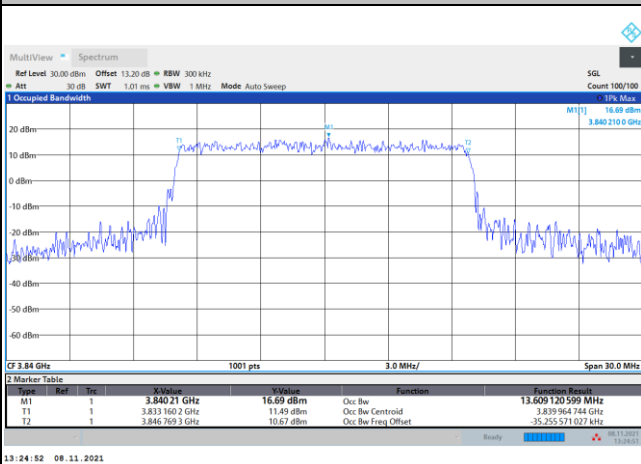 MultiView Spectrum
Ref Level 30.00 dBm Offset 13.20 dB RBW 300 kHz SGL
Att 30 dB SWT 1.01 ms VBW 1 MHz Mode Auto Sweep Count 100/100
1 Occupied Bandwidth 1Pk Max
M1[1] 16.69 dBm
3.840 210 0 GHz
20 dBm
T1
M1
T2
10 dBm
0 dBm
-10 dBm
-20 dBm
-30 dBm
-40 dBm
-50 dBm
-60 dBm
CF 3.84 GHz 1001 pts 3.0 MHz/ Span 30.0 MHz
2 Marker Table
Type Ref Trc X-Value Y-Value Function Function Result
M1 1 3.840 21 GHz 16.69 dBm Occ Bw 13.609 120 599 MHz
T1 1 3.833 160 2 GHz 11.49 dBm Occ Bw Centroid 3.839 964 744 GHz
T2 1 3.846 769 3 GHz 10.67 dBm Occ Bw Freq Offset -35.255 571 027 kHz
Ready 08.11.2021
13:24:51
13:24:52 08.11.2021